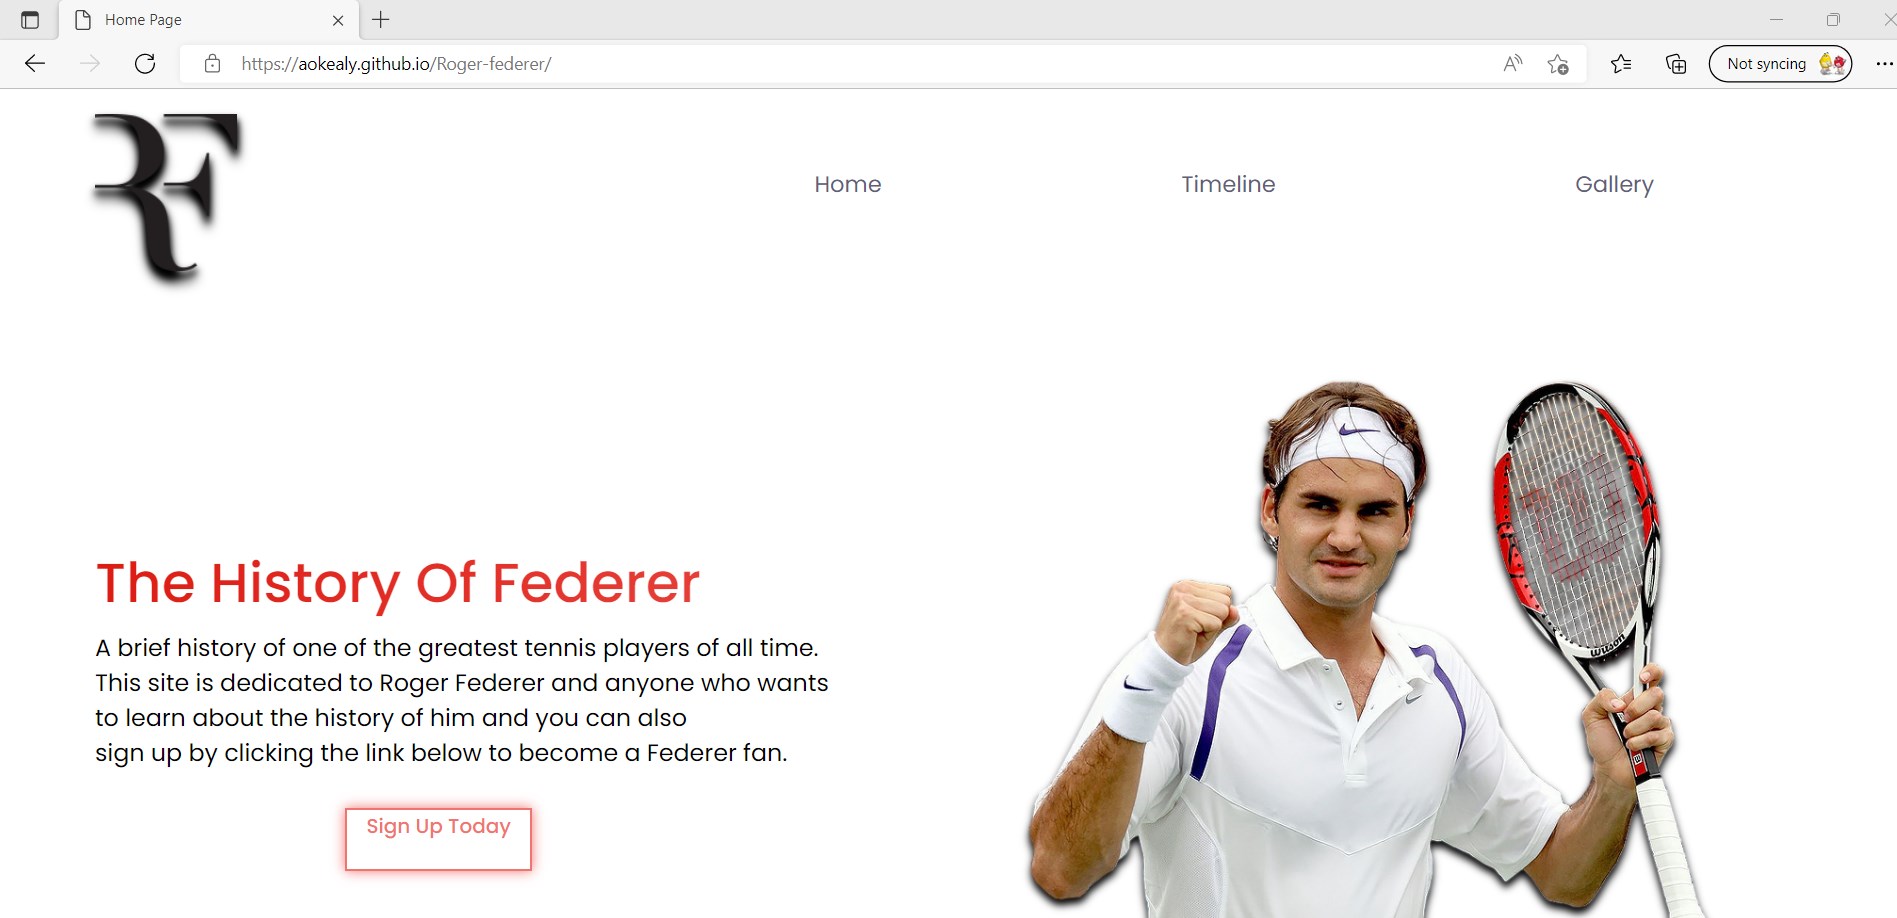 Home Page
https://aokealy.github.io/Roger-federer/
Not syncing
RF
Home
Timeline
Gallery
The History Of Federer
A brief history of one of the greatest tennis players of all time.
This site is dedicated to Roger Federer and anyone who wants
to learn about the history of him and you can also
sign up by clicking the link below to become a Federer fan.
Sign Up Today
Wilson